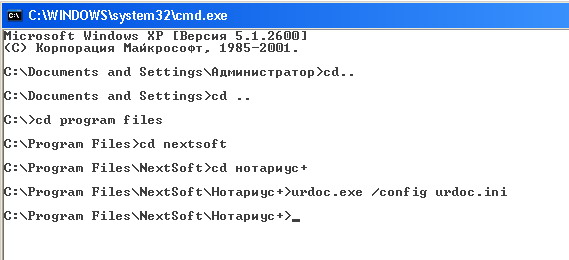 C:\WINDOWS\system32\cmd.exe
Microsoft Windows XP [Версия 5.1.2600]
(C) Корпорация Майкрософт, 1985-2001.
C:\Documents and Settings\Администратор>cd..
C:\Documents and Settings>cd ..
C:\>cd program files
C:\Program Files>cd nextsoft
C:\Program Files\NextSoft>cd нотариус+
C:\Program Files\NextSoft\Нотариус+>urdoc.exe /config urdoc.ini
C:\Program Files\NextSoft\Нотариус+>_